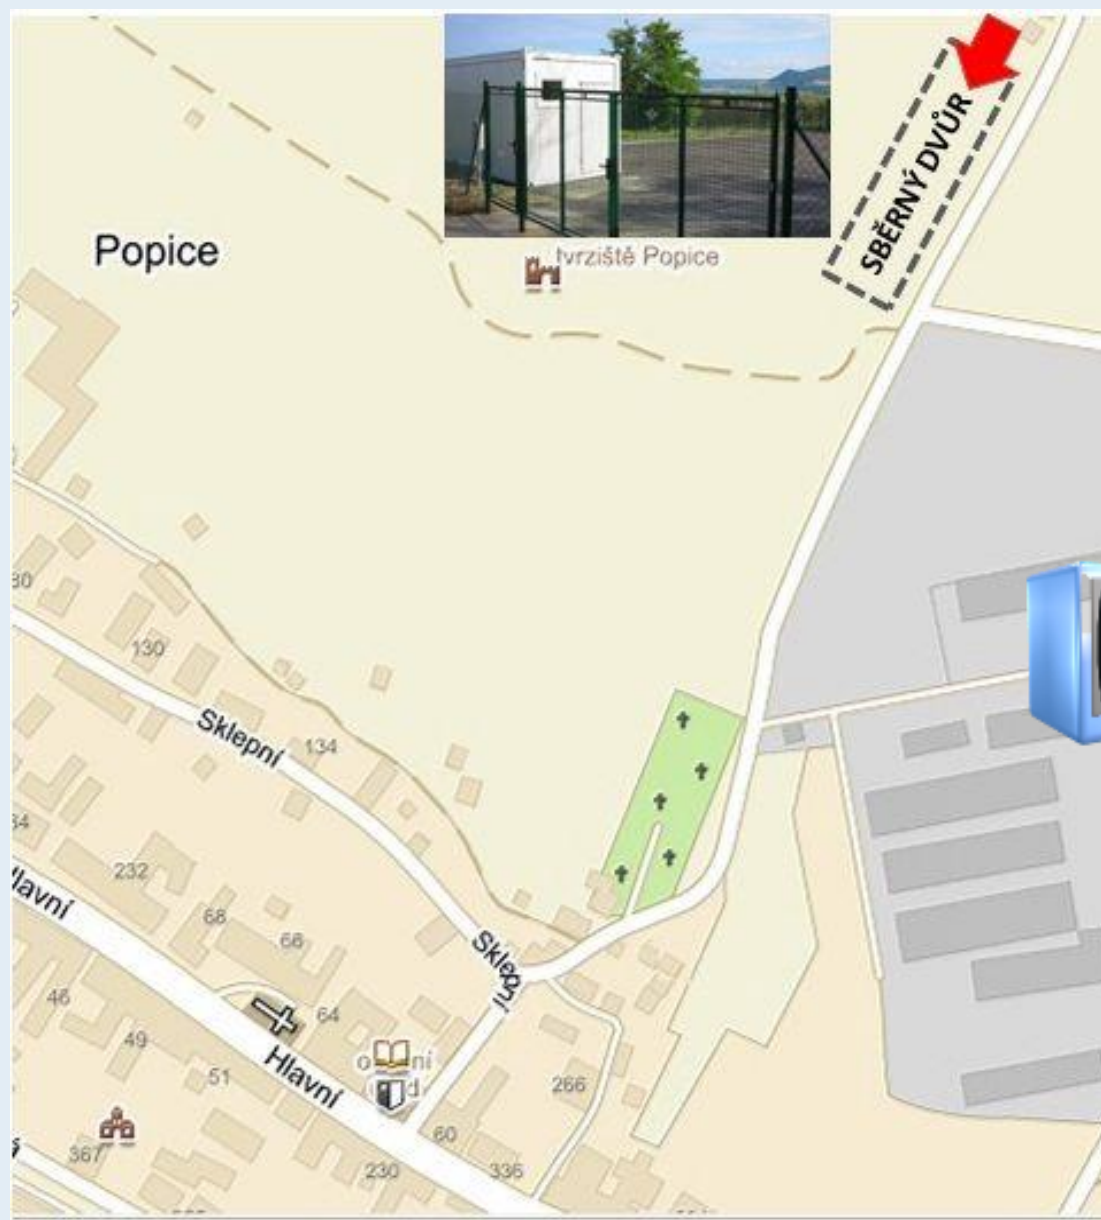 SBĚRNÝ DVŮR
Popice
tvrziště Popice
130
Sklepní
134
232
Hlavní
68
66
Sklepní
46
64
49
Hlavní
51
266
60
367
230
336